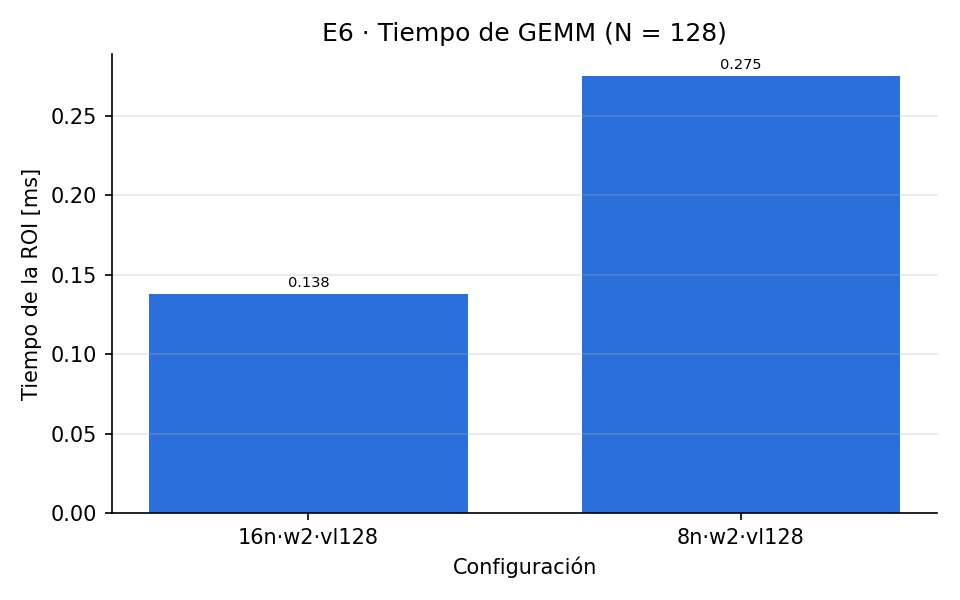 E6 · Tiempo de GEMM (N = 128)
Tiempo de la ROI [ms]
0.25
0.20
0.15
0.10
0.05
0.00
0.138
0.275
16n·w2·vl128
8n·w2·vl128
Configuración